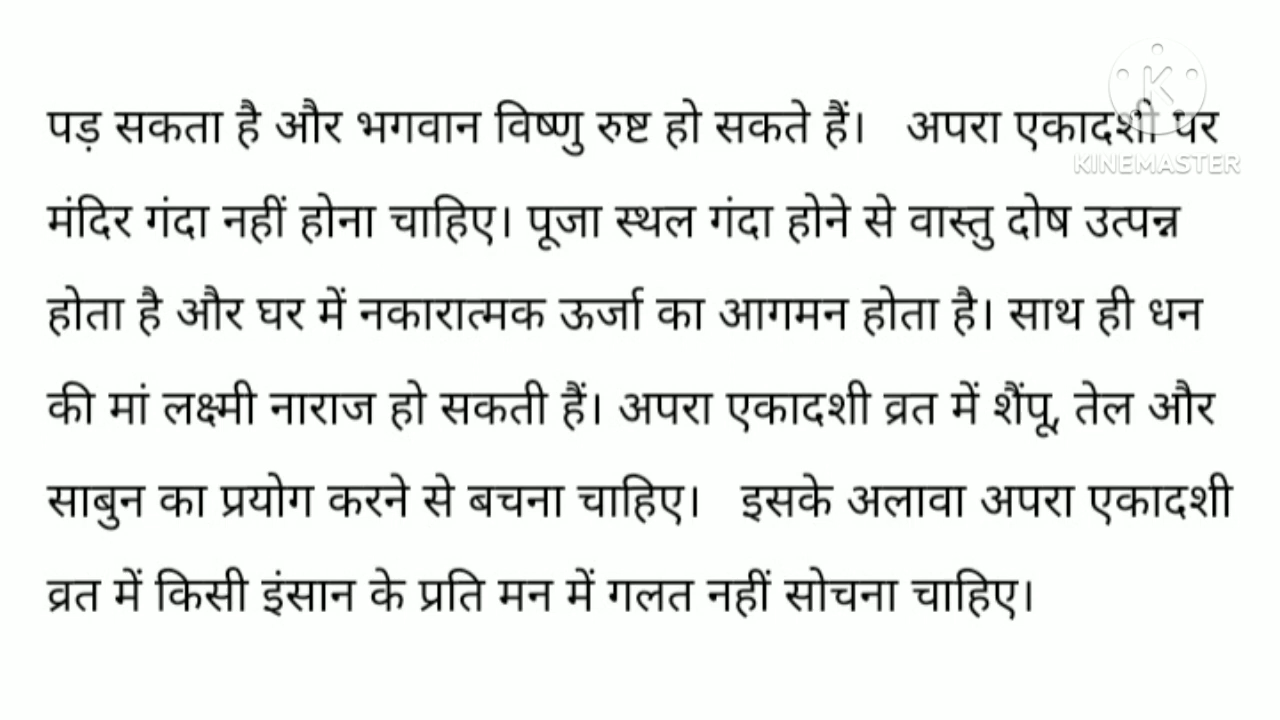 पड़ सकता है और भगवान विष्णु रुष्ट हो सकते हैं। अपरा एकादशी पर
KINEMASTER
मंदिर गंदा नहीं होना चाहिए। पूजा स्थल गंदा होने से वास्तु दोष उत्पन्न
होता है और घर में नकारात्मक ऊर्जा का आगमन होता है। साथ ही धन
की मां लक्ष्मी नाराज हो सकती हैं। अपरा एकादशी व्रत में शैंपू, तेल और
साबुन का प्रयोग करने से बचना चाहिए। इसके अलावा अपरा एकादशी
व्रत में किसी इंसान के प्रति मन में गलत नहीं सोचना चाहिए।